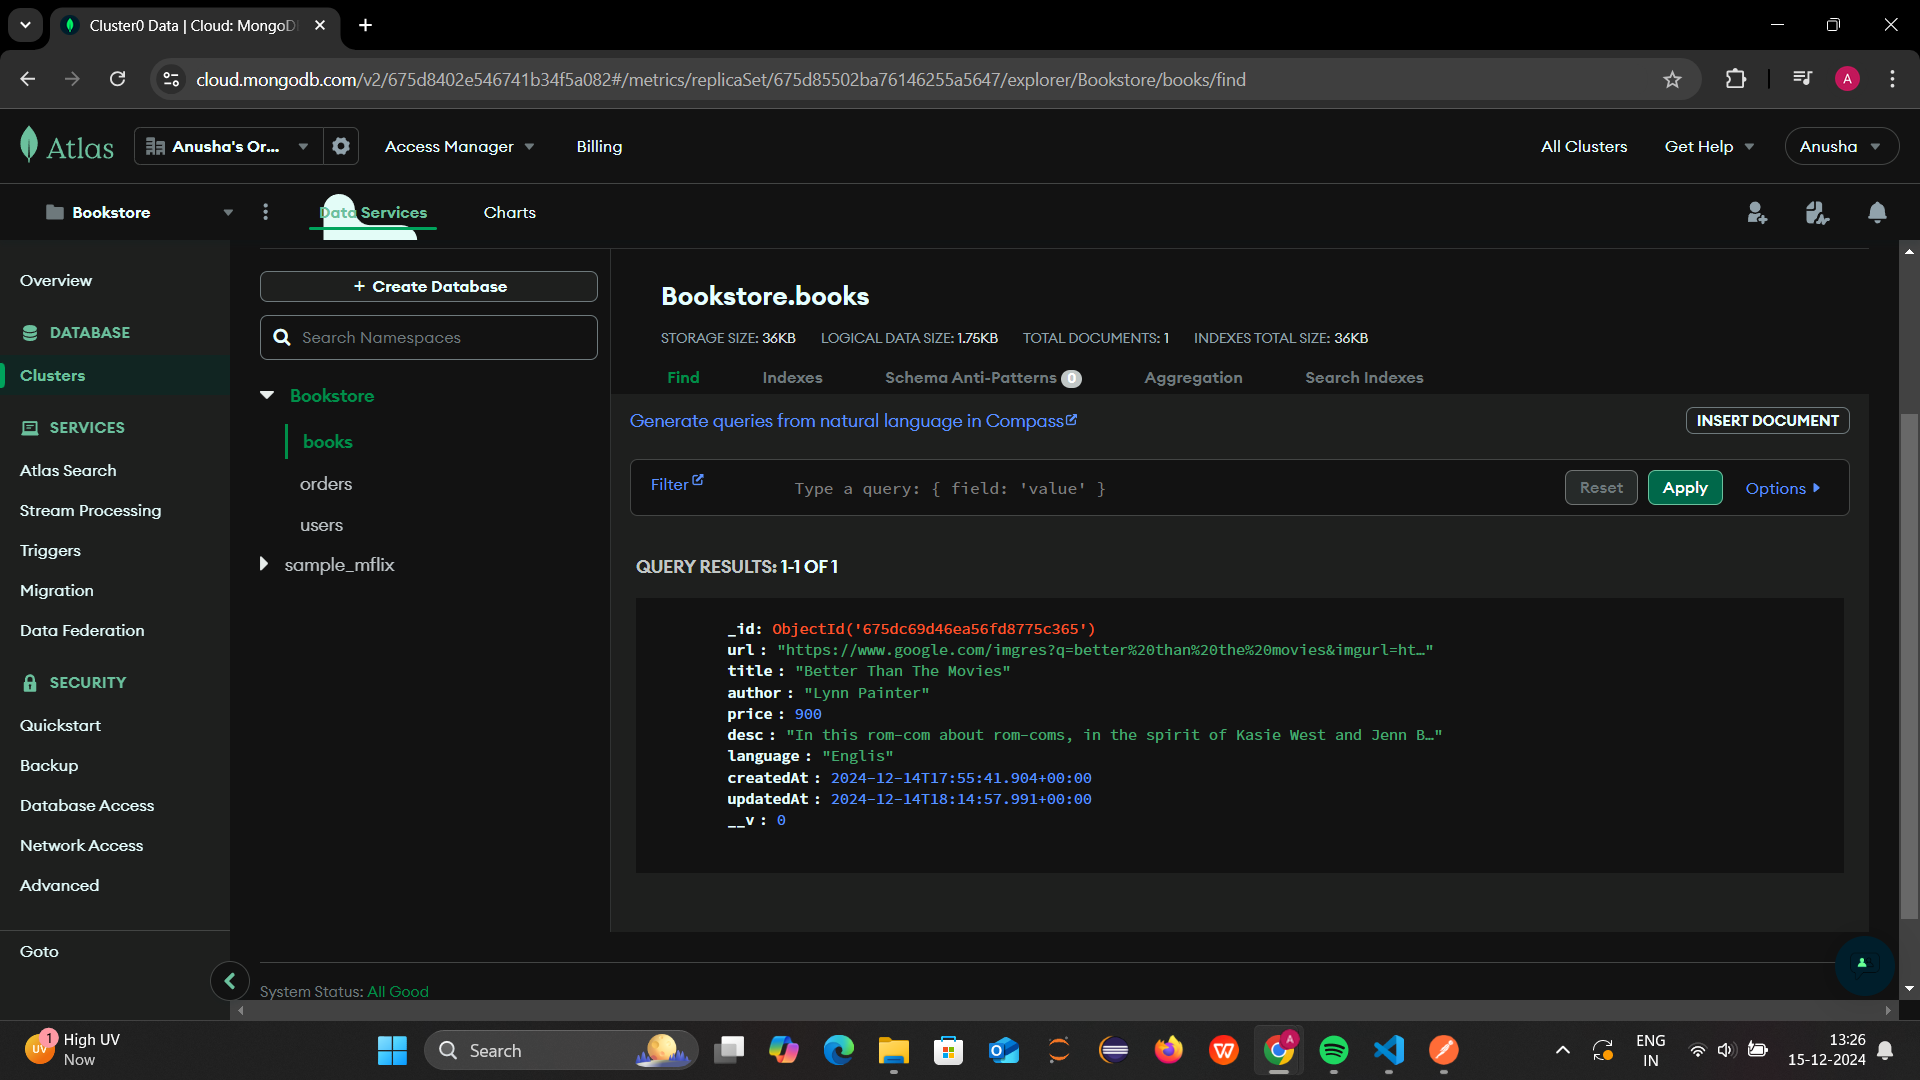 Cluster0 Data | Cloud: MongoD
cloud.mongodb.com/v2/675d8402e546741b34f5a082#/metrics/replicaSet/675d85502ba76146255a5647/explorer/Bookstore/books/find
A
Atlas
Anusha's Or...
Access Manager
Billing
All Clusters
Get Help
Anusha
Bookstore
Data Services
Charts
Overview
DATABASE
Clusters
SERVICES
Atlas Search
Stream Processing
Triggers
Migration
Data Federation
SECURITY
Quickstart
Backup
Database Access
Network Access
Advanced
Goto
+ Create Database
Search Namespaces
Bookstore
books
orders
users
sample_mflix
Bookstore.books
STORAGE SIZE: 36KB LOGICAL DATA SIZE: 1.75KB TOTAL DOCUMENTS: 1 INDEXES TOTAL SIZE: 36KB
Find Indexes Schema Anti-Patterns 0 Aggregation Search Indexes
Generate queries from natural language in Compass
INSERT DOCUMENT
Filter
Type a query: { field: 'value' }
Reset
Apply
Options
QUERY RESULTS: 1-1 OF 1
_id: ObjectId('675dc69d46ea56fd8775c365')
url : "https://www.google.com/imgres?q=better%20than%20the%20movies&imgurl=ht…"
title : "Better Than The Movies"
author : "Lynn Painter"
price : 900
desc : "In this rom-com about rom-coms, in the spirit of Kasie West and Jenn B…"
language : "Englis"
createdAt : 2024-12-14T17:55:41.904+00:00
updatedAt : 2024-12-14T18:14:57.991+00:00
__v : 0
System Status: All Good
UV
1
High UV
Now
Search
A
ENG
IN
13:26
15-12-2024